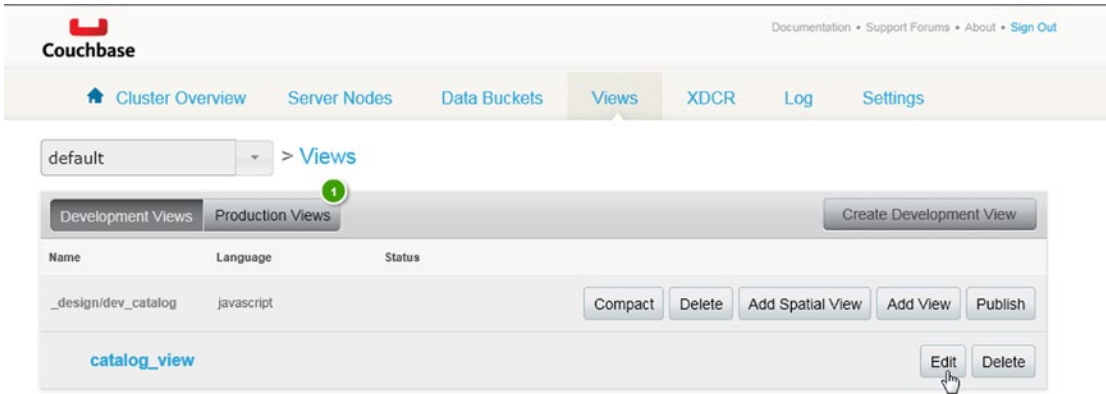 Couchbase
Documentation • Support Forums • About • Sign Out
Cluster Overview Server Nodes Data Buckets Views XDCR Log Settings
default > Views
1
Development Views Production Views Create Development View
Name Language Status
_design/dev_catalog javascript Compact Delete Add Spatial View Add View Publish
catalog_view Edit Delete